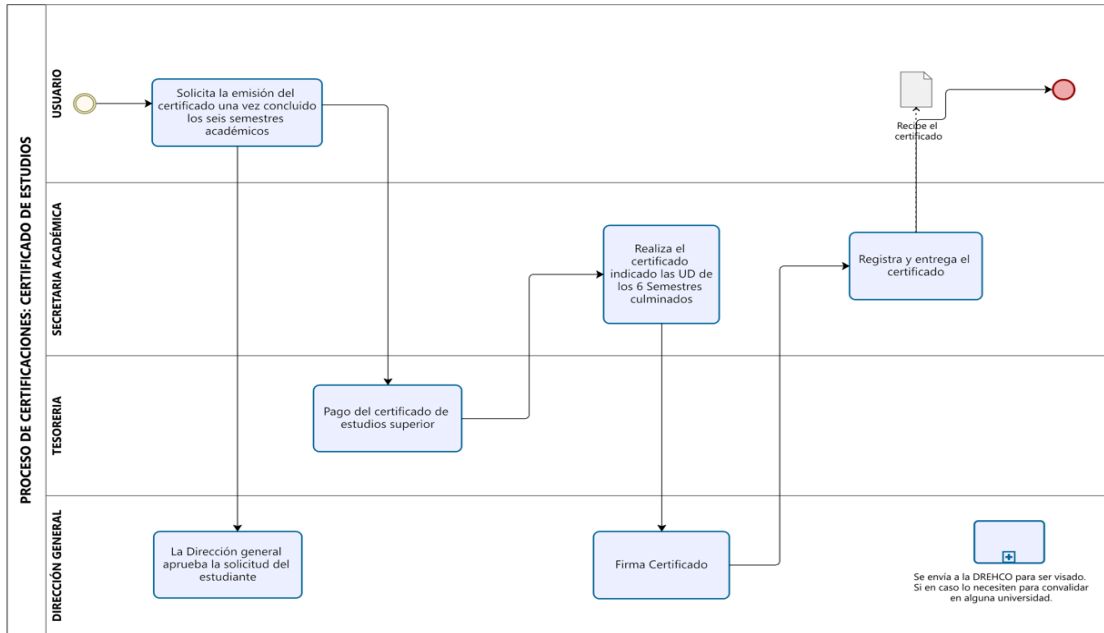 PROCESO DE CERTIFICACIONES: CERTIFICADO DE ESTUDIOS
USUARIO
Solicita la emisión del
certificado una vez concluido
los seis semestres
académicos
Recibe el
certificado
SECRETARIA ACADÉMICA
Realiza el
certificado
indicado las UD de
los 6 Semestres
culminados
Registra y entrega el
certificado
TESORERIA
Pago del certificado de
estudios superior
DIRECCIÓN GENERAL
La Dirección general
aprueba la solicitud del
estudiante
Firma Certificado
Se envía a la DREHCO para ser visado.
Si en caso lo necesiten para convalidar
en alguna universidad.